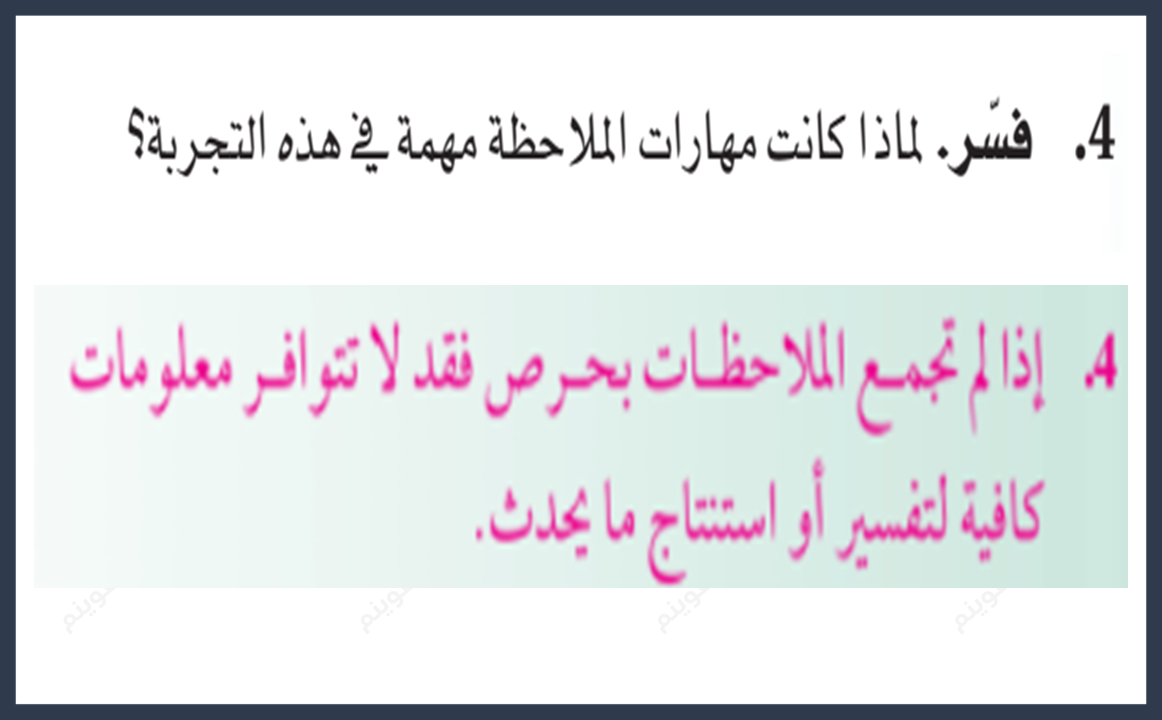 4. فسّر. لماذا كانت مهارات الملاحظة مهمة في هذه التجربة؟
4. إذا لم تجمع الملاحظات بحرص فقد لا تتوافر معلومات
كافية لتفسير أو استنتاج ما يحدث.